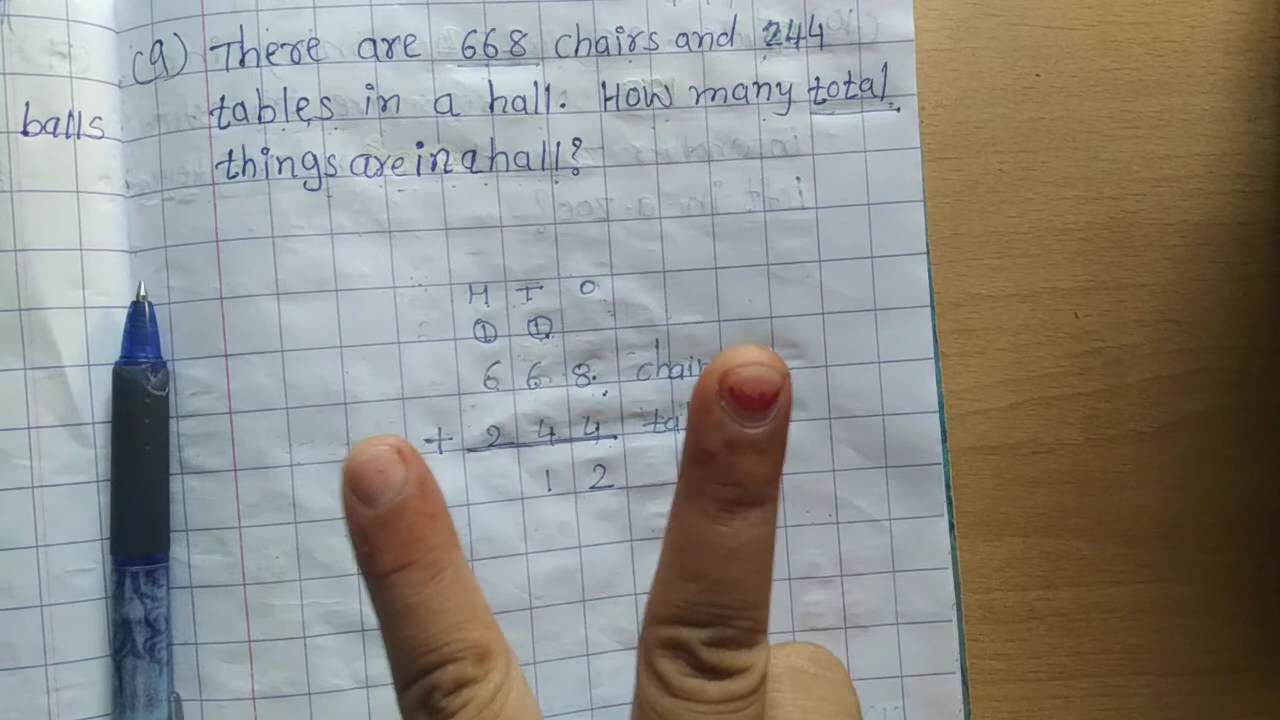 (9) There are 668 chairs and 244
tables in a hall. How many total
things are in a hall?
balls
H T O
1 1
6 6 8
+ 2 4 4
1 2